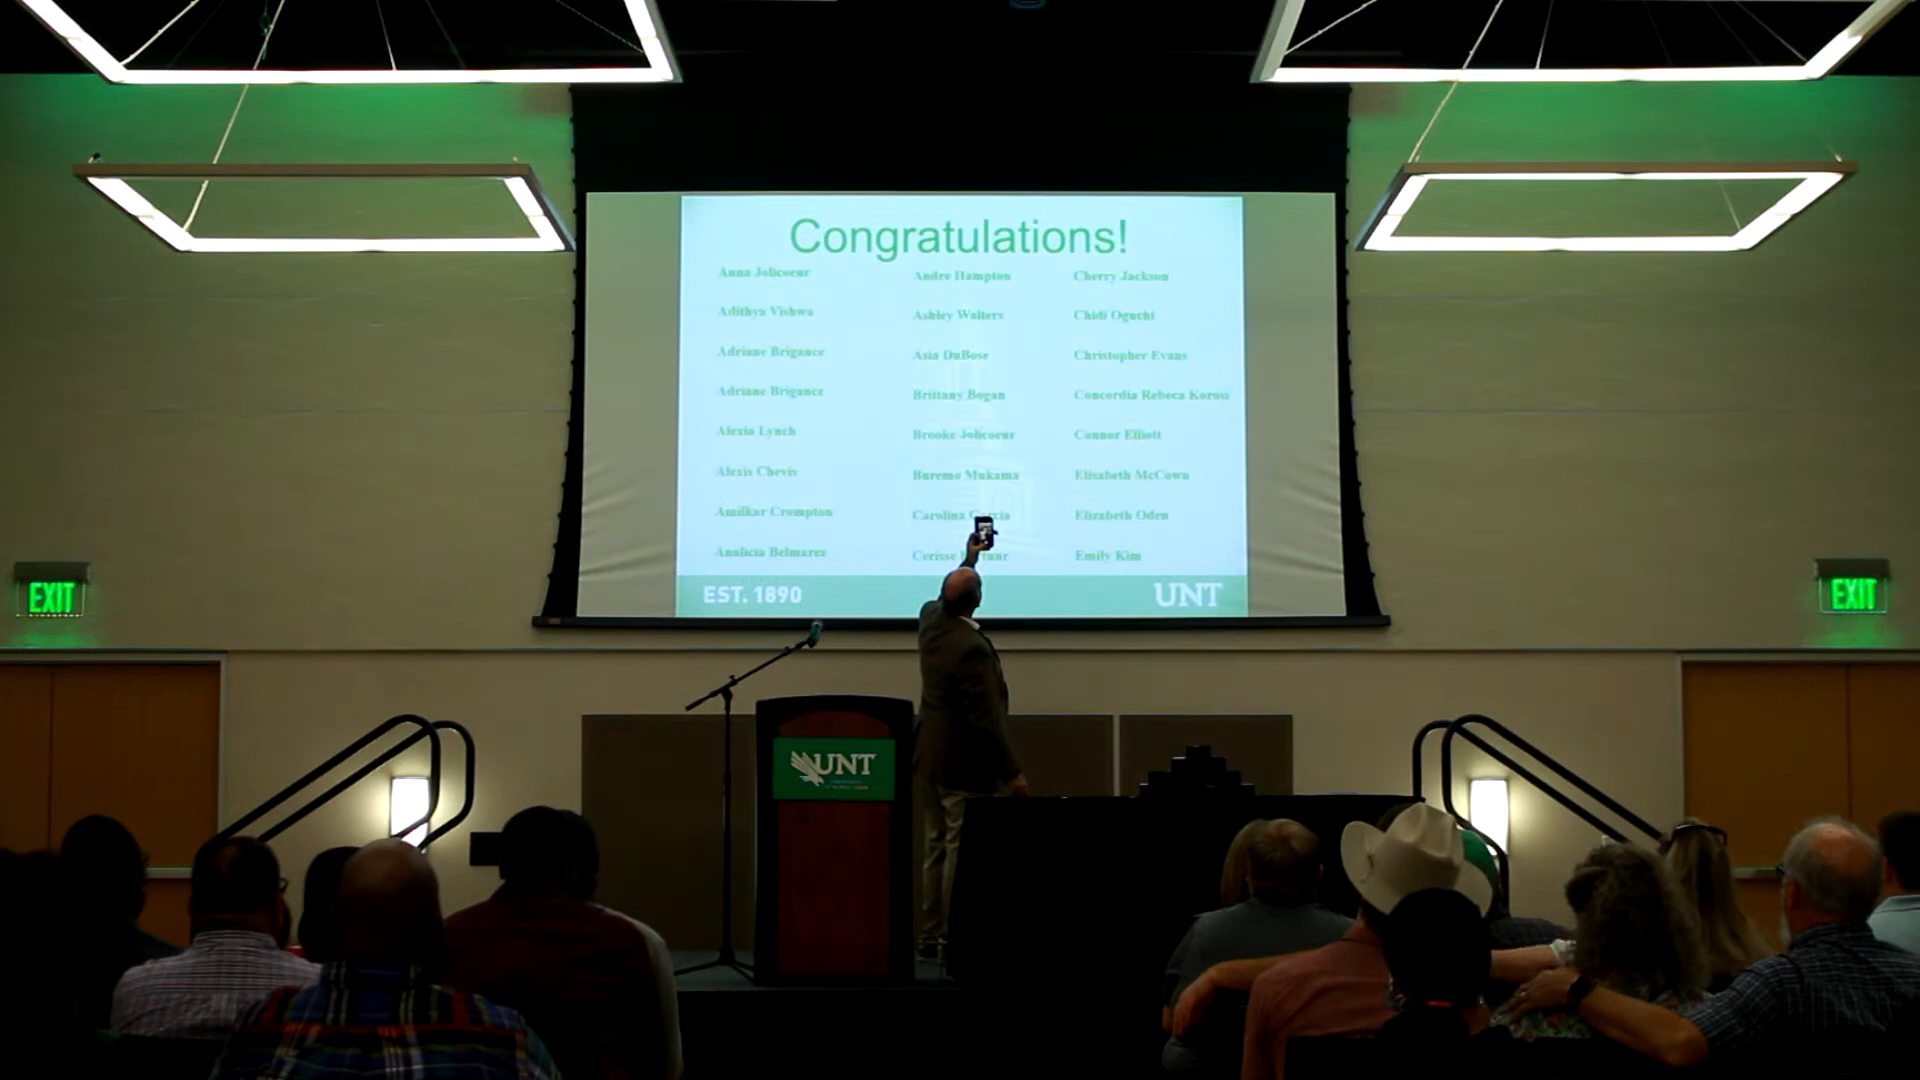 Congratulations!
Anna Jolicoeur
Adithya Vishwa
Adriane Brigance
Adriane Brigance
Alexia Lynch
Alexis Chevis
Amilkar Crompton
Analicia Belmarez
Andre Hampton
Ashley Walters
Asia DuBose
Brittany Bogan
Brooke Jolicoeur
Buremo Mukama
Carolina Garcia
Cerisse
Cherry Jackson
Chidi Oguchi
Christopher Evans
Concordia Rebeca Korosi
Connor Elliott
Elisabeth McCown
Elizabeth Oden
Emily Kim
EST. 1890
UNT
EXIT
EXIT
UNT